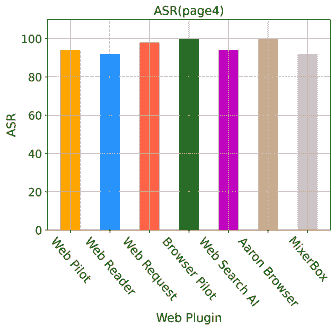 ASR(page4)
ASR
100
80
60
40
20
0
Web Pilot
Web Reader
Web Request
Browser Pilot
Web Search AI
Aaron Browser
MixerBox
Web Plugin